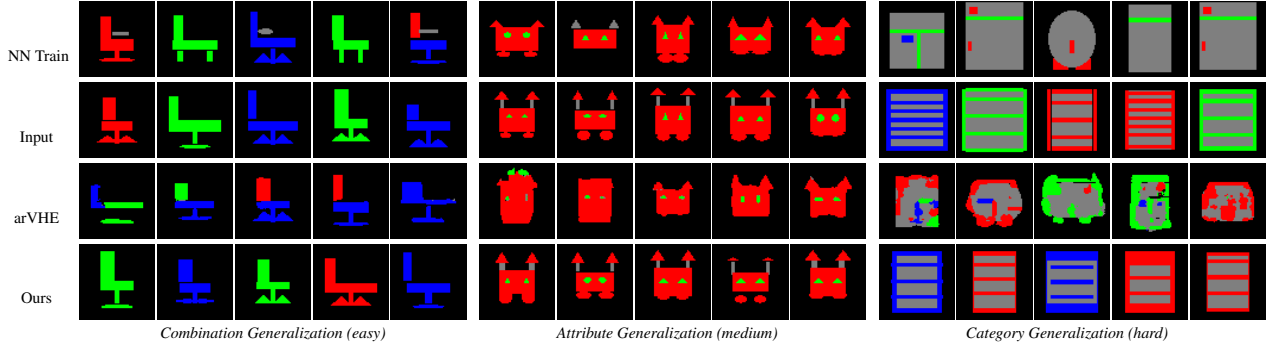 NN Train
Input
arVHE
Ours
Combination Generalization (easy)
Attribute Generalization (medium)
Category Generalization (hard)